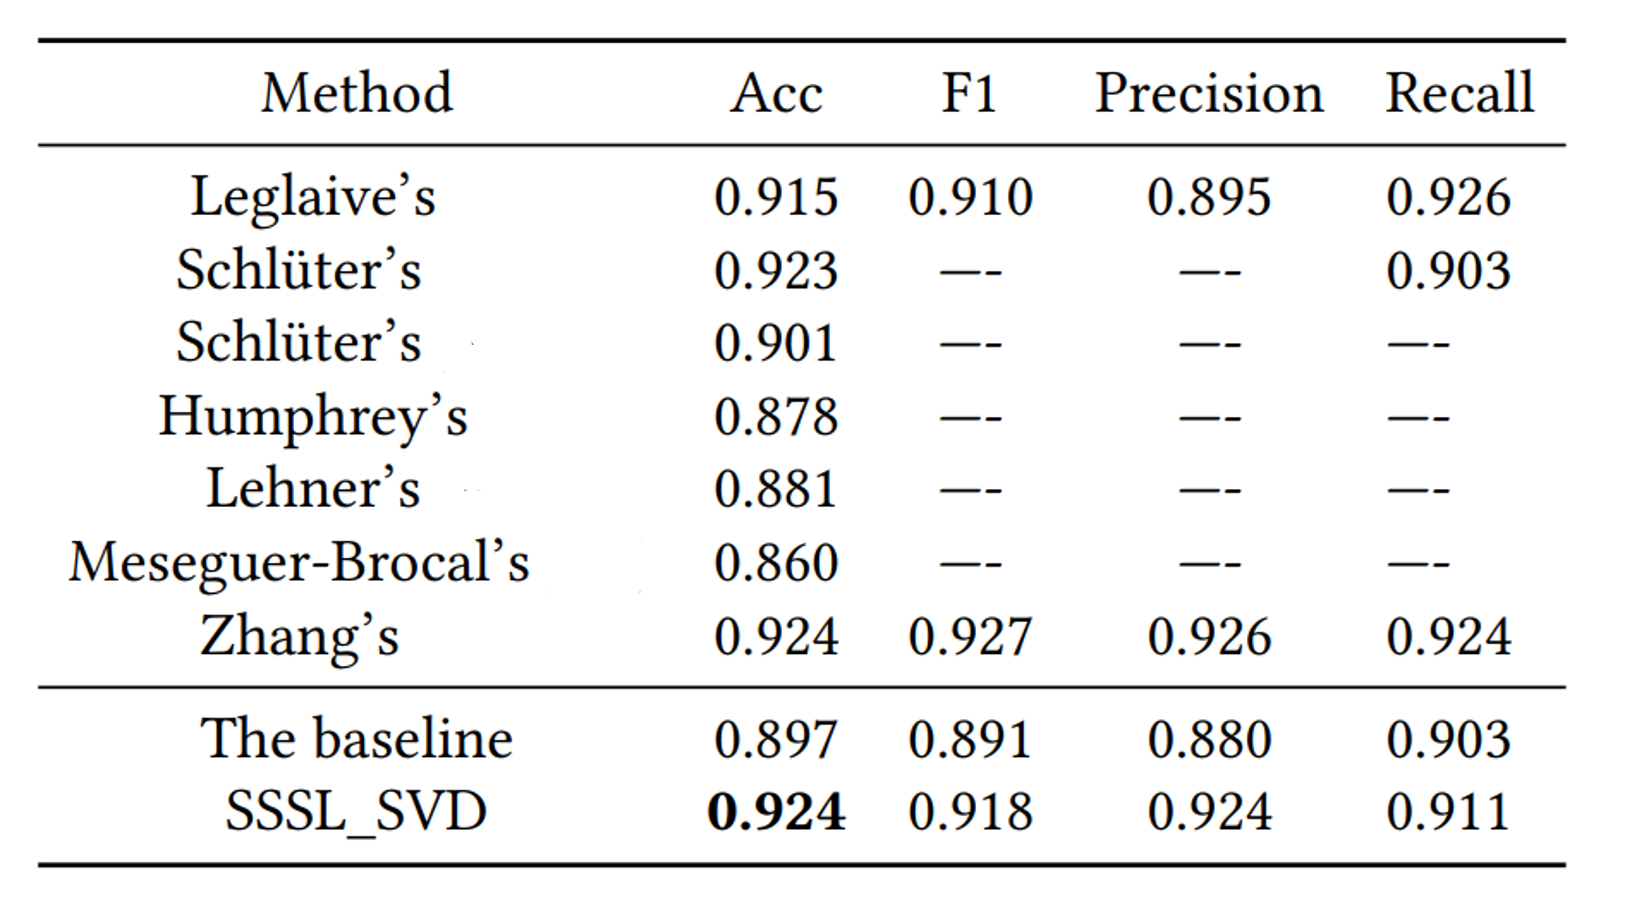 Method Acc F1 Precision Recall
Leglaive’s 0.915 0.910 0.895 0.926
Schlüter’s 0.923 —- —- 0.903
Schlüter’s 0.901 —- —- —-
Humphrey’s 0.878 —- —- —-
Lehner’s 0.881 —- —- —-
Meseguer-Brocal’s 0.860 —- —- —-
Zhang’s 0.924 0.927 0.926 0.924
The baseline 0.897 0.891 0.880 0.903
SSSL_SVD 0.924 0.918 0.924 0.911